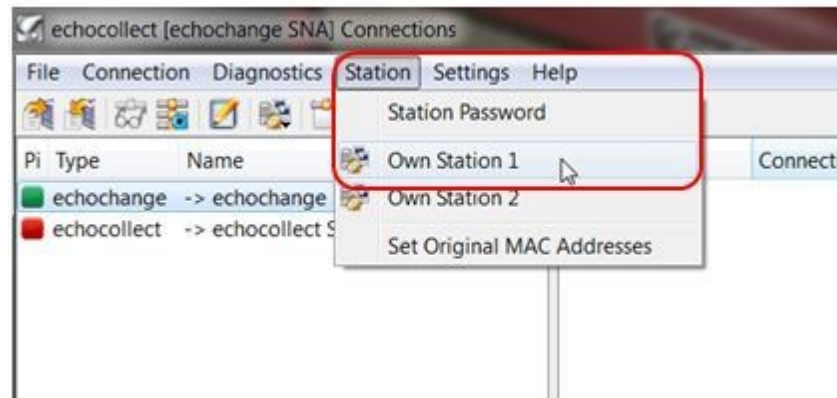 echocollect [echochange SNA] Connections
File Connection Diagnostics Station Settings Help
Station Password
Pi Type Name Own Station 1 Connect
echochange -> echochange Own Station 2
echocollect -> echocollect S
Set Original MAC Addresses